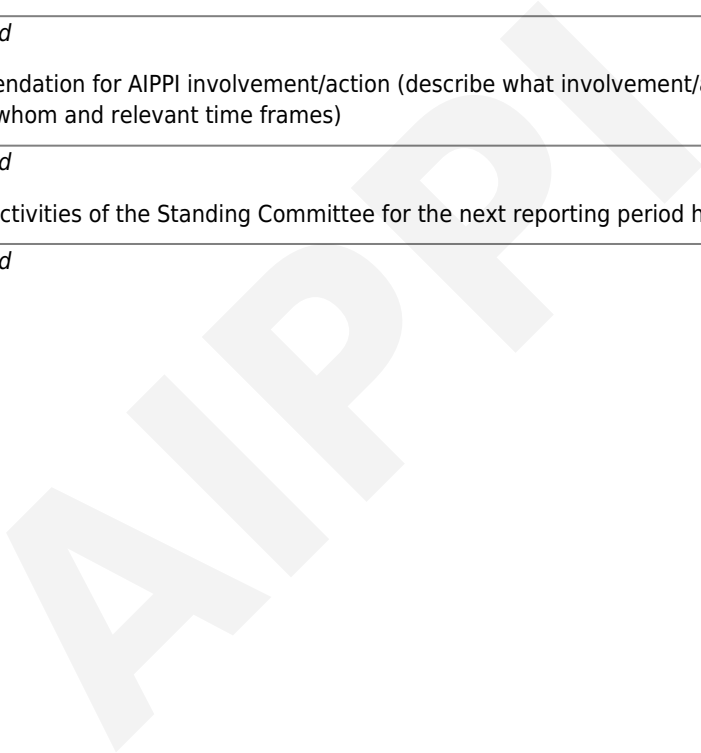 d
endation for AIPPI involvement/action (describe what involvement/
whom and relevant time frames)
d
ctivities of the Standing Committee for the next reporting period h
d
AIPPI